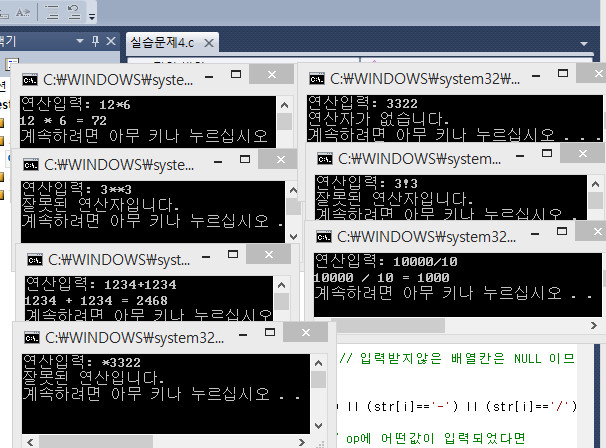 실습문제4.c
C:₩WINDOWS₩syste...
연산입력: 12*6
12 * 6 = 72
계속하려면 아무 키나 누르십시오
C:₩WINDOWS₩system32₩...
연산입력: 3322
연산자가 없습니다.
계속하려면 아무 키나 누르십시오 . . .
C:₩WINDOWS₩syste...
연산입력: 3**3
잘못된 연산자입니다.
계속하려면 아무 키나 누르십시오 .
C:₩WINDOWS₩system...
연산입력: 3!3
잘못된 연산자입니다.
계속하려면 아무 키나 누르십시오
C:₩WINDOWS₩syst...
연산입력: 1234+1234
1234 + 1234 = 2468
계속하려면 아무 키나 누르십시오
C:₩WINDOWS₩system32...
연산입력: 10000/10
10000 / 10 = 1000
계속하려면 아무 키나 누르십시오 . .
C:₩WINDOWS₩system32...
연산입력: *3322
잘못된 연산입니다.
계속하려면 아무 키나 누르십시오 . .
// 입력받지않은 배열칸은 NULL 이므
|| (str[i]=='-') || (str[i]=='/')
op에 어떤값이 입력되었다면